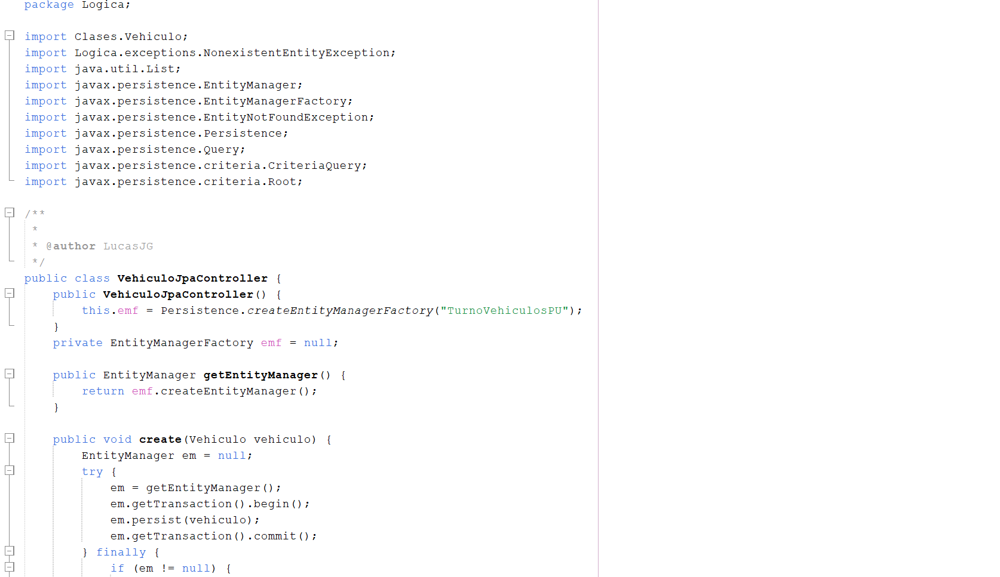 package Logica;
import Clases.Vehiculo;
import Logica.exceptions.NonexistentEntityException;
import java.util.List;
import javax.persistence.EntityManager;
import javax.persistence.EntityManagerFactory;
import javax.persistence.EntityNotFoundException;
import javax.persistence.Persistence;
import javax.persistence.Query;
import javax.persistence.criteria.CriteriaQuery;
import javax.persistence.criteria.Root;
/**
 *
 * @author LucasJG
 */
public class VehiculoJpaController {
    public VehiculoJpaController() {
        this.emf = Persistence.createEntityManagerFactory("TurnoVehiculosPU");
    }
    private EntityManagerFactory emf = null;
    public EntityManager getEntityManager() {
        return emf.createEntityManager();
    }
    public void create(Vehiculo vehiculo) {
        EntityManager em = null;
        try {
            em = getEntityManager();
            em.getTransaction().begin();
            em.persist(vehiculo);
            em.getTransaction().commit();
        } finally {
            if (em != null) {